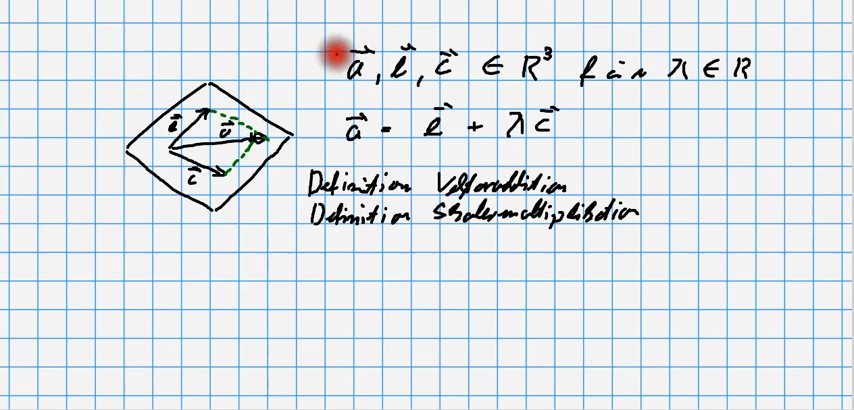 a⃗, b⃗, c⃗ ∈ R³ für λ ∈ R
a⃗ = b⃗ + λc⃗
b⃗
a⃗
c⃗
Definition Vektoraddition
Definition Skalarmultiplikation